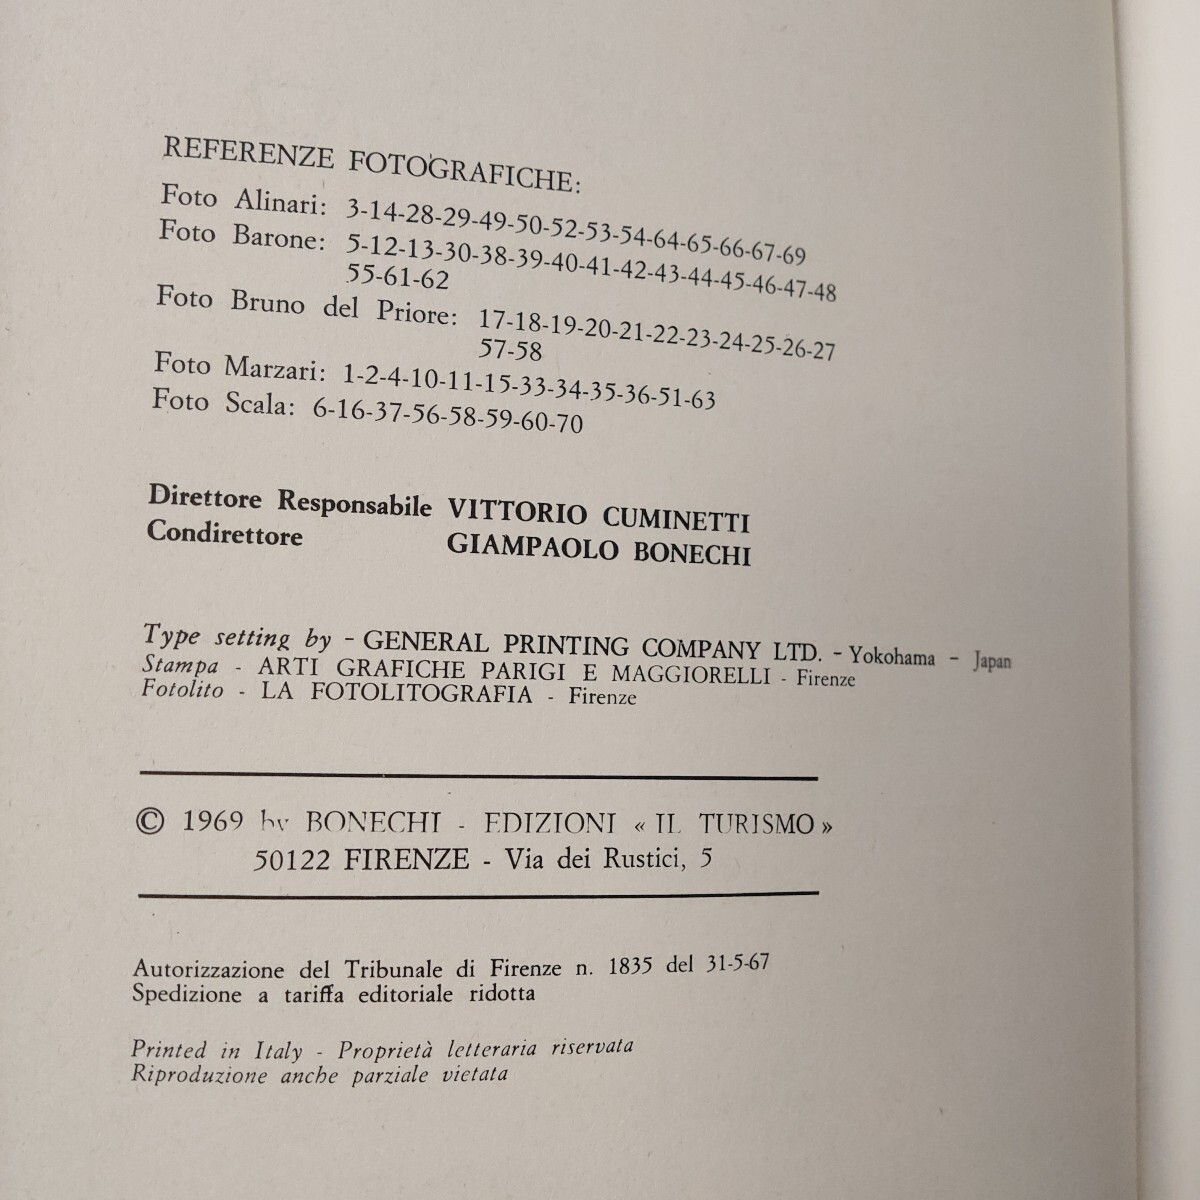 REFERENZE FOTOGRAFICHE:
Foto Alinari: 3-14-28-29-49-50-52-53-54-64-65-66-67-69
Foto Barone: 5-12-13-30-38-39-40-41-42-43-44-45-46-47-48
55-61-62
Foto Bruno del Priore: 17-18-19-20-21-22-23-24-25-26-27
57-58
Foto Marzari: 1-2-4-10-11-15-33-34-35-36-51-63
Foto Scala: 6-16-37-56-58-59-60-70
Direttore Responsabile VITTORIO CUMINETTI
Condirettore GIAMPAOLO BONECHI
Type setting by - GENERAL PRINTING COMPANY LTD. - Yokohama - Japan
Stampa - ARTI GRAFICHE PARIGI E MAGGIORELLI - Firenze
Fotolito - LA FOTOLITOGRAFIA - Firenze
© 1969 by BONECHI - EDIZIONI « IL TURISMO »
50122 FIRENZE - Via dei Rustici, 5
Autorizzazione del Tribunale di Firenze n. 1835 del 31-5-67
Spedizione a tariffa editoriale ridotta
Printed in Italy - Proprietà letteraria riservata
Riproduzione anche parziale vietata